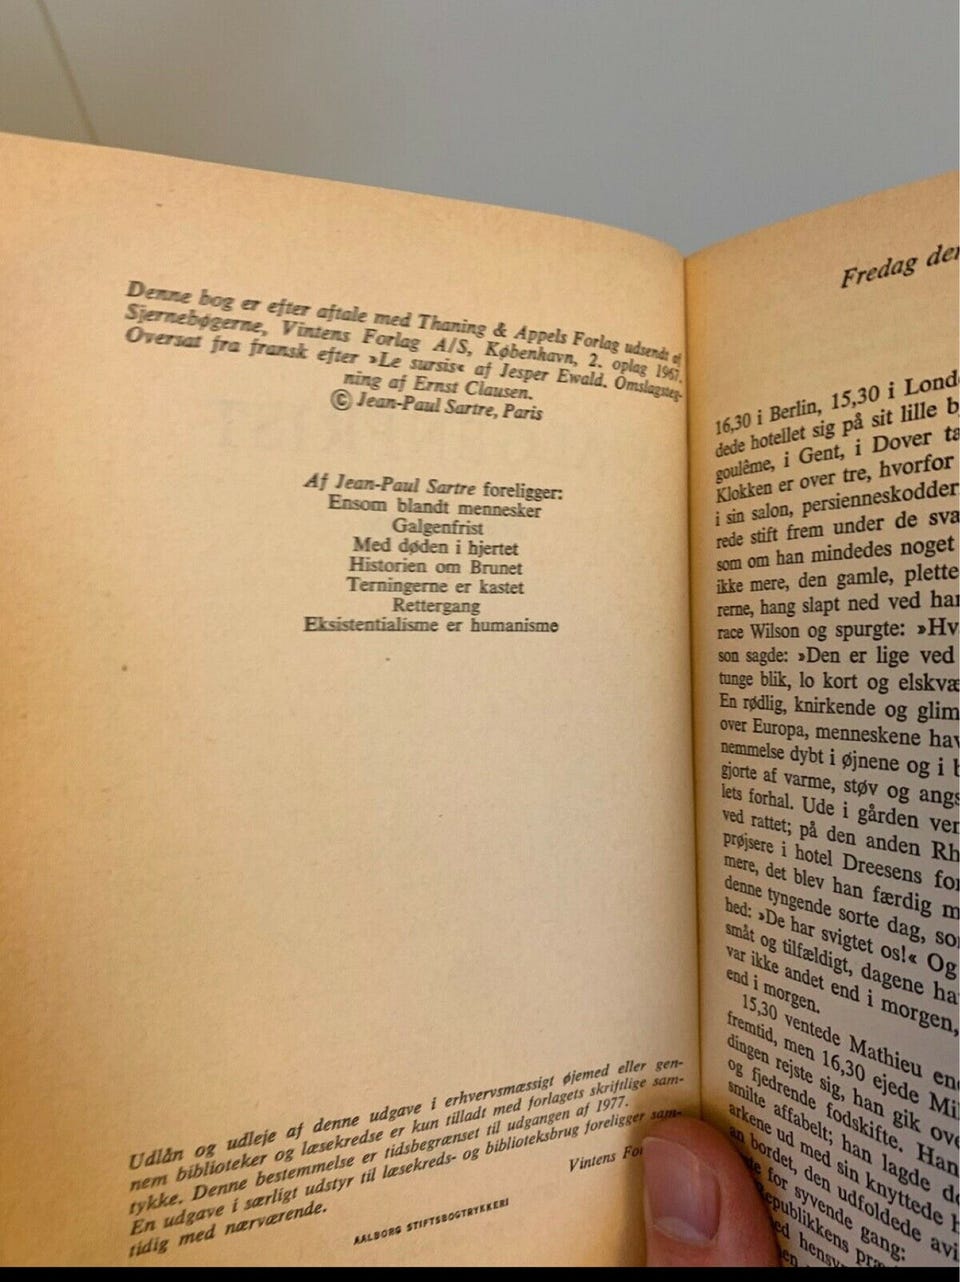 Denne bog er efter aftale med Thaning & Appels Forlag udsendt af
Stjernebøgerne, Vintens Forlag A/S, København, 2. oplag 1967.
Oversat fra fransk efter »Le sursis« af Jesper Ewald. Omslagsteg-
ning af Ernst Clausen.
© Jean-Paul Sartre, Paris
Af Jean-Paul Sartre foreligger:
Ensom blandt mennesker
Galgenfrist
Med døden i hjertet
Historien om Brunet
Terningerne er kastet
Rettergang
Eksistentialisme er humanisme
Udlån og udleje af denne udgave i erhvervsmæssigt øjemed eller gen-
nem biblioteker og læsekredse er kun tilladt med forlagets skriftlige sam-
tykke. Denne bestemmelse er tidsbegrænset til udgangen af 1977.
En udgave i særligt udstyr til læsekreds- og biblioteksbrug foreligger sam-
tidig med nærværende.
Vintens
AALBORG STIFTSBOGTRYKKERI
Fredag
16,30 i Berlin, 15,30 i
dede hotellet sig på sit lille
goulême, i Gent, i Dover
Klokken er over tre, hvorfor
i sin salon,
rede stift frem under de
som om han mindedes noget
ikke mere, den gamle,
rerne, hang slapt ned ved
race Wilson og spurgte:
son sagde: »Den er lige ved
tunge blik, lo kort og
En rødlig, knirkende og
over Europa, menneskene
nemmelse dybt i øjnene og i
gjorte af varme, støv og
lets forhal. Ude i gården
ved rattet; på den anden
prøjsere i hotel Dreesens
mere, det blev han færdig
denne tyngende sorte dag,
hed: »De har svigtet os!« Og
småt og tilfældigt, dagene
var ikke andet end i morgen,
end i morgen.
15,30 ventede Mathieu
fremtid, men 16,30 ejede
dingen rejste sig, han gik
og fjedrende fodskifte. Han
smilte affabelt; han lagde
arkene ud med sin knyttede
bordet, den udfoldede
for syvende gang:
Republikkens